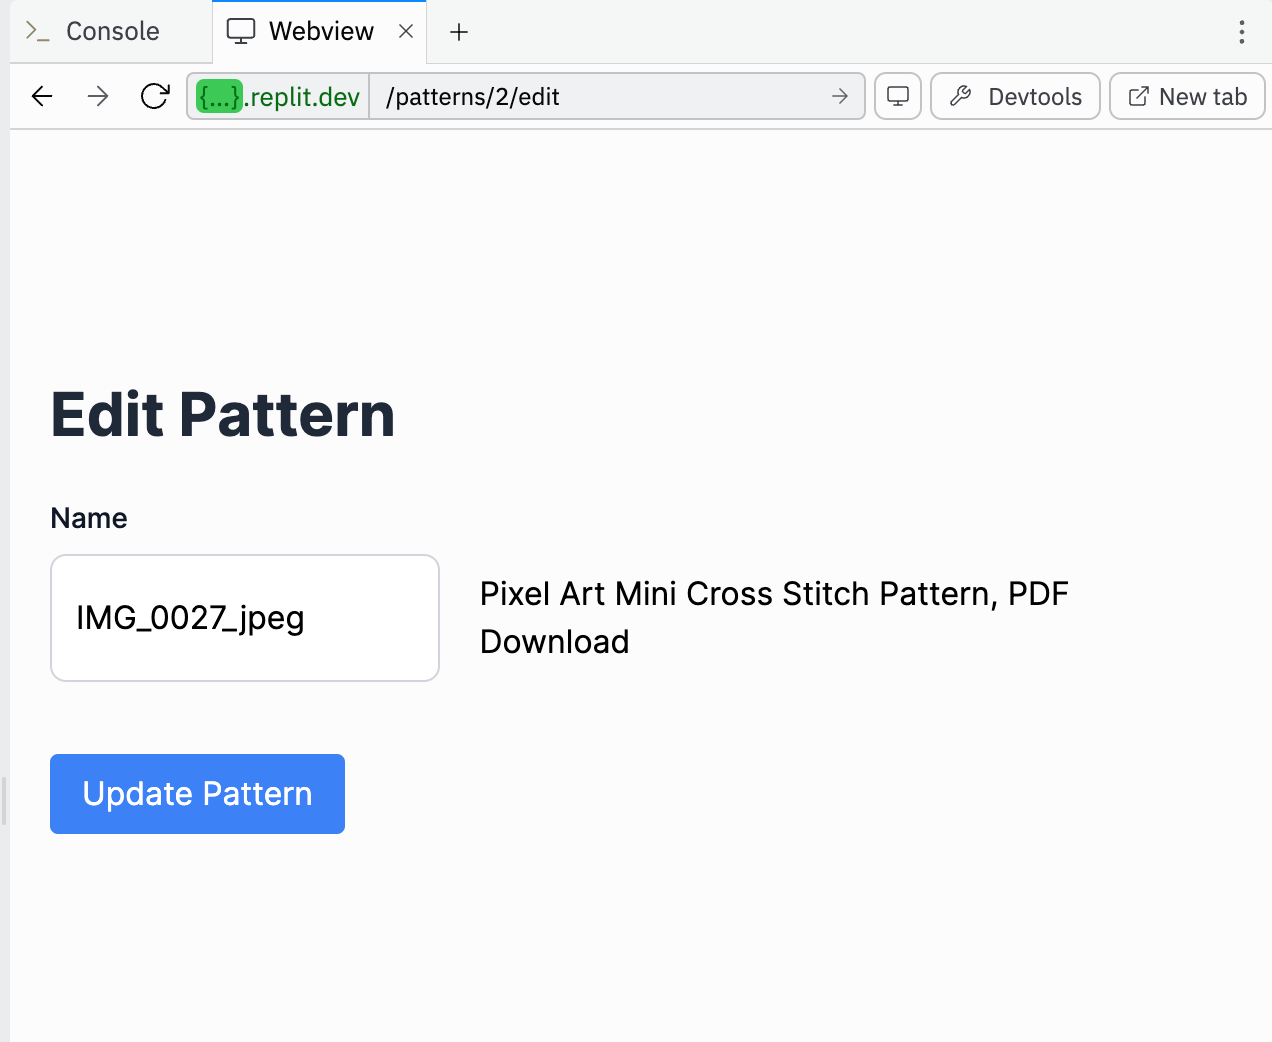 >_ Console
Webview
{...}.replit.dev /patterns/2/edit
Devtools
New tab
Edit Pattern
Name
IMG_0027_jpeg
Pixel Art Mini Cross Stitch Pattern, PDF
Download
Update Pattern